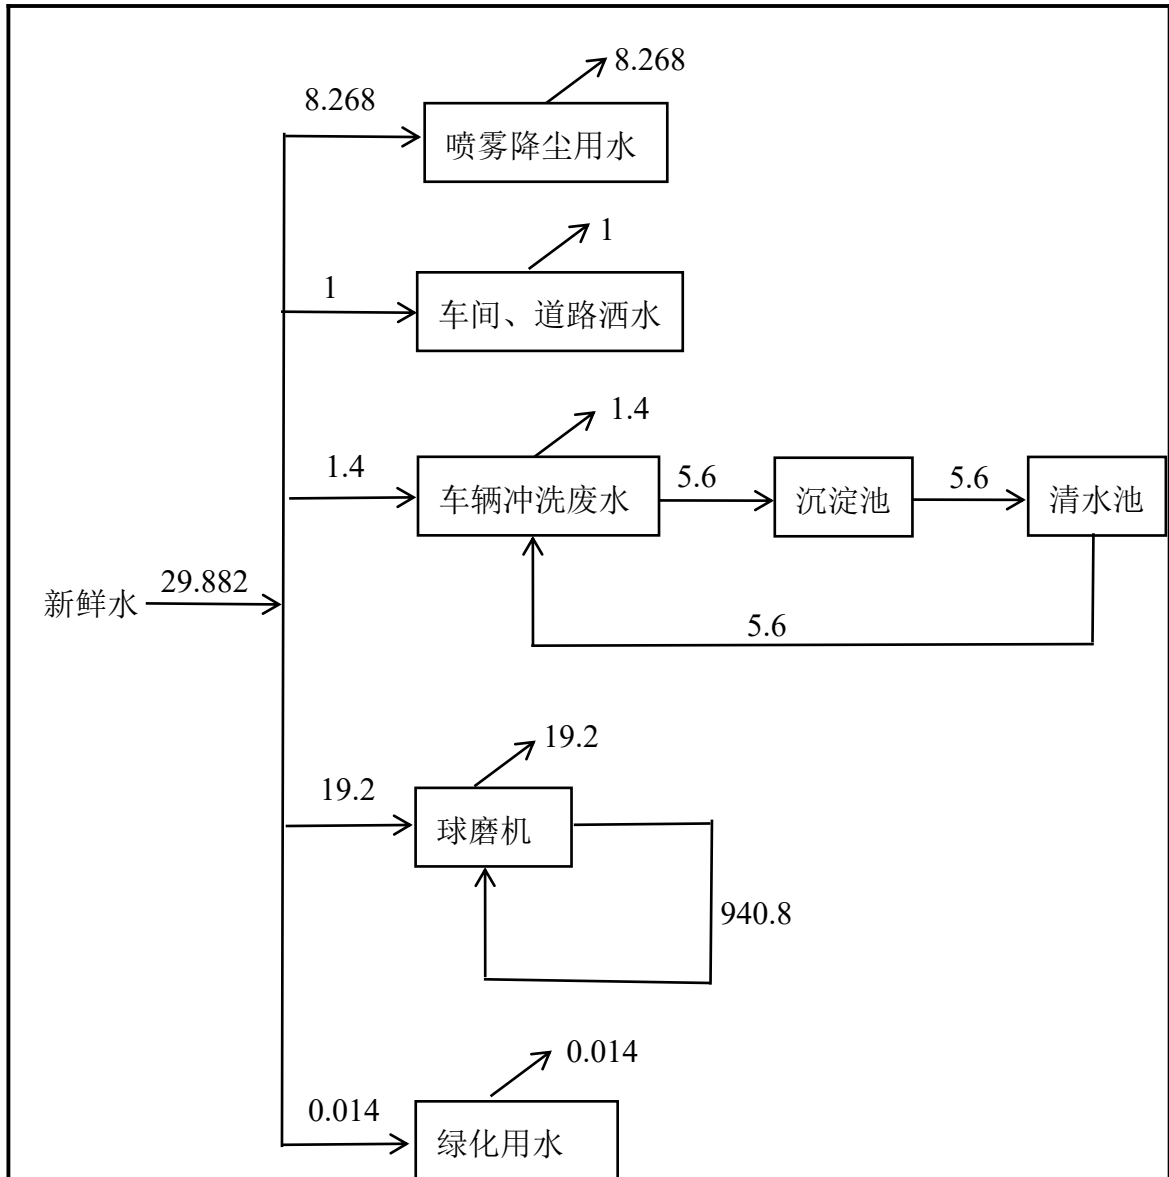 8.268
8.268
喷雾降尘用水
1
1
车间、道路洒水
1.4
1.4
车辆冲洗废水
5.6
沉淀池
5.6
清水池
5.6
新鲜水
29.882
19.2
19.2
球磨机
940.8
0.014
0.014
绿化用水